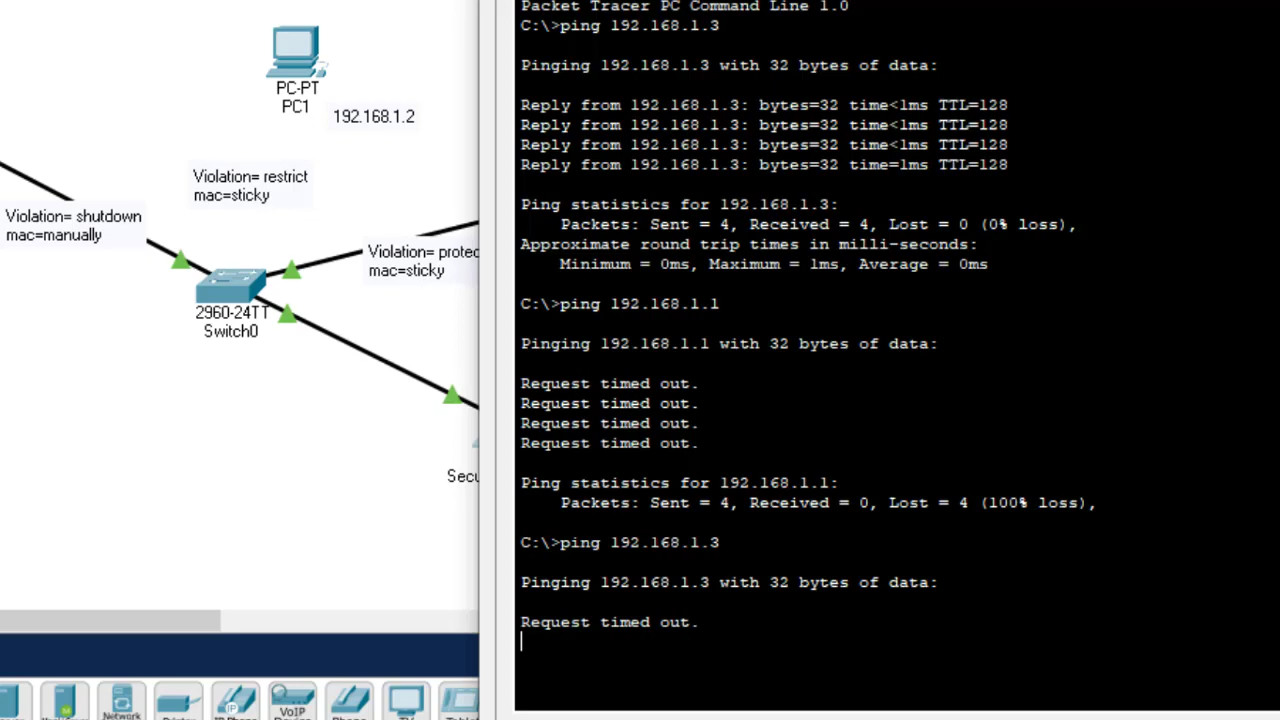 PC-PT
PC1
192.168.1.2
Violation= restrict
mac=sticky
Violation= shutdown
mac=manually
Violation= protec
mac=sticky
2960-24TT
Switch0
Secu
Network
Printer
IP Phone
VoIP
Device
Phone
TV
Tablet
Packet Tracer PC Command Line 1.0
C:\>ping 192.168.1.3
Pinging 192.168.1.3 with 32 bytes of data:
Reply from 192.168.1.3: bytes=32 time<1ms TTL=128
Reply from 192.168.1.3: bytes=32 time<1ms TTL=128
Reply from 192.168.1.3: bytes=32 time<1ms TTL=128
Reply from 192.168.1.3: bytes=32 time=1ms TTL=128
Ping statistics for 192.168.1.3:
Packets: Sent = 4, Received = 4, Lost = 0 (0% loss),
Approximate round trip times in milli-seconds:
Minimum = 0ms, Maximum = 1ms, Average = 0ms
C:\>ping 192.168.1.1
Pinging 192.168.1.1 with 32 bytes of data:
Request timed out.
Request timed out.
Request timed out.
Request timed out.
Ping statistics for 192.168.1.1:
Packets: Sent = 4, Received = 0, Lost = 4 (100% loss),
C:\>ping 192.168.1.3
Pinging 192.168.1.3 with 32 bytes of data:
Request timed out.